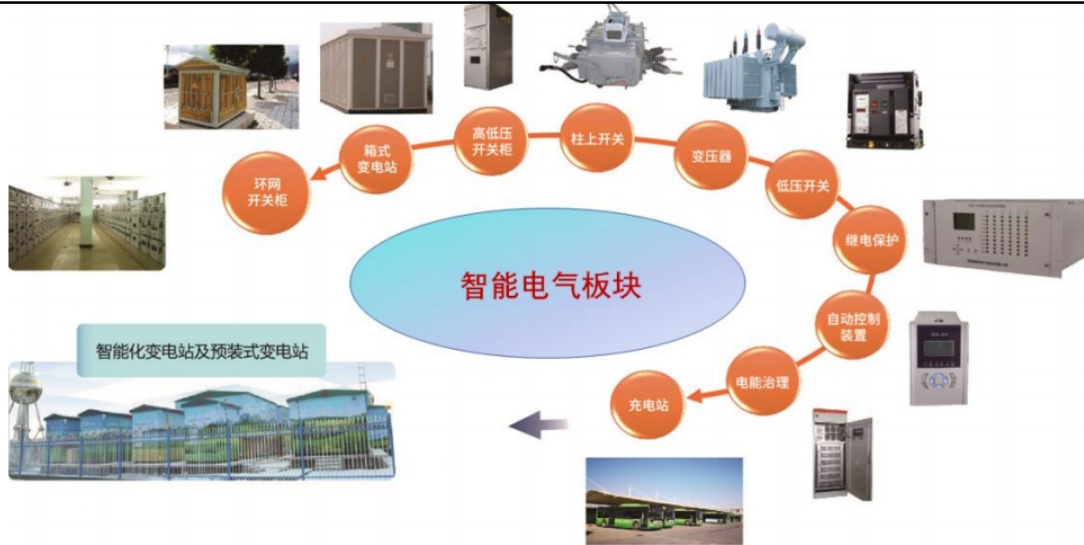 环网
开关柜
箱式
变电站
高低压
开关柜
柱上开关
变压器
低压开关
继电保护
自动控制
装置
电能治理
充电站
智能电气板块
智能化变电站及预装式变电站